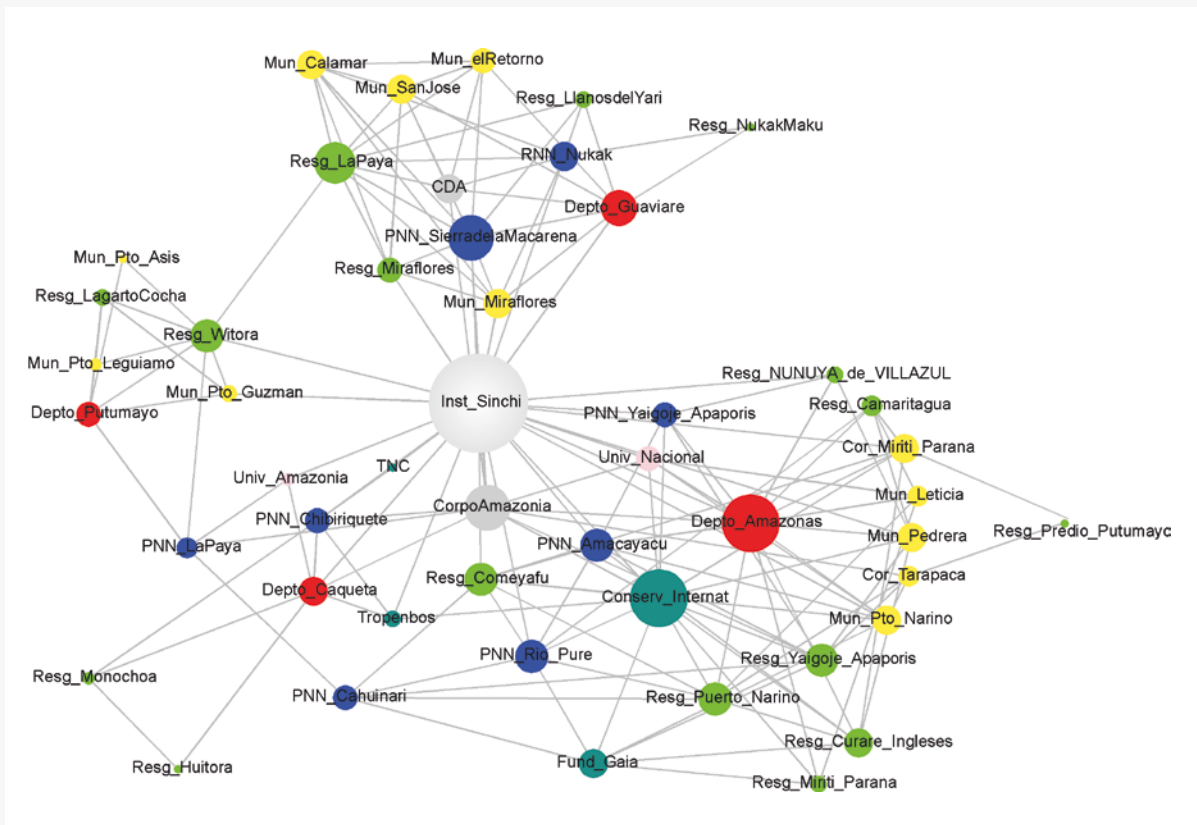 Mun_Calamar
Mun_elRetorno
Mun_SanJose
Resg_LlanosdelYari
Resg_NukakMaku
Resg_LaPaya
RNN_Nukak
CDA
Depto_Guaviare
PNN_SierradelaMacarena
Mun_Pto_Asis
Resg_Miraflores
Resg_LagartoCocha
Mun_Miraflores
Resg_Witora
Mun_Pto_Leguiamo
Resg_NUNUYA_de_VILLAZUL
Mun_Pto_Guzman
Inst_Sinchi
Resg_Camaritagua
Depto_Putumayo
PNN_Yaigoje_Apaporis
Cor_Miriti_Parana
Univ_Nacional
TNC
Univ_Amazonia
Mun_Leticia
CorpoAmazonia
PNN_Chibiriquete
Depto_Amazonas
Resg_Predio_Putumayc
Mun_Pedrera
PNN_LaPaya
PNN_Amacayacu
Cor_Tarapaca
Resg_Comeyafu
Depto_Caqueta
Conserv_Internat
Tropenbos
Mun_Pto_Narino
PNN_Rio_Pure
Resg_Yaigoje_Apaporis
Resg_Monochoa
PNN_Cahuinari
Resg_Puerto_Narino
Resg_Curare_Ingleses
Fund_Gaia
Resg_Huitora
Resg_Miriti_Parana